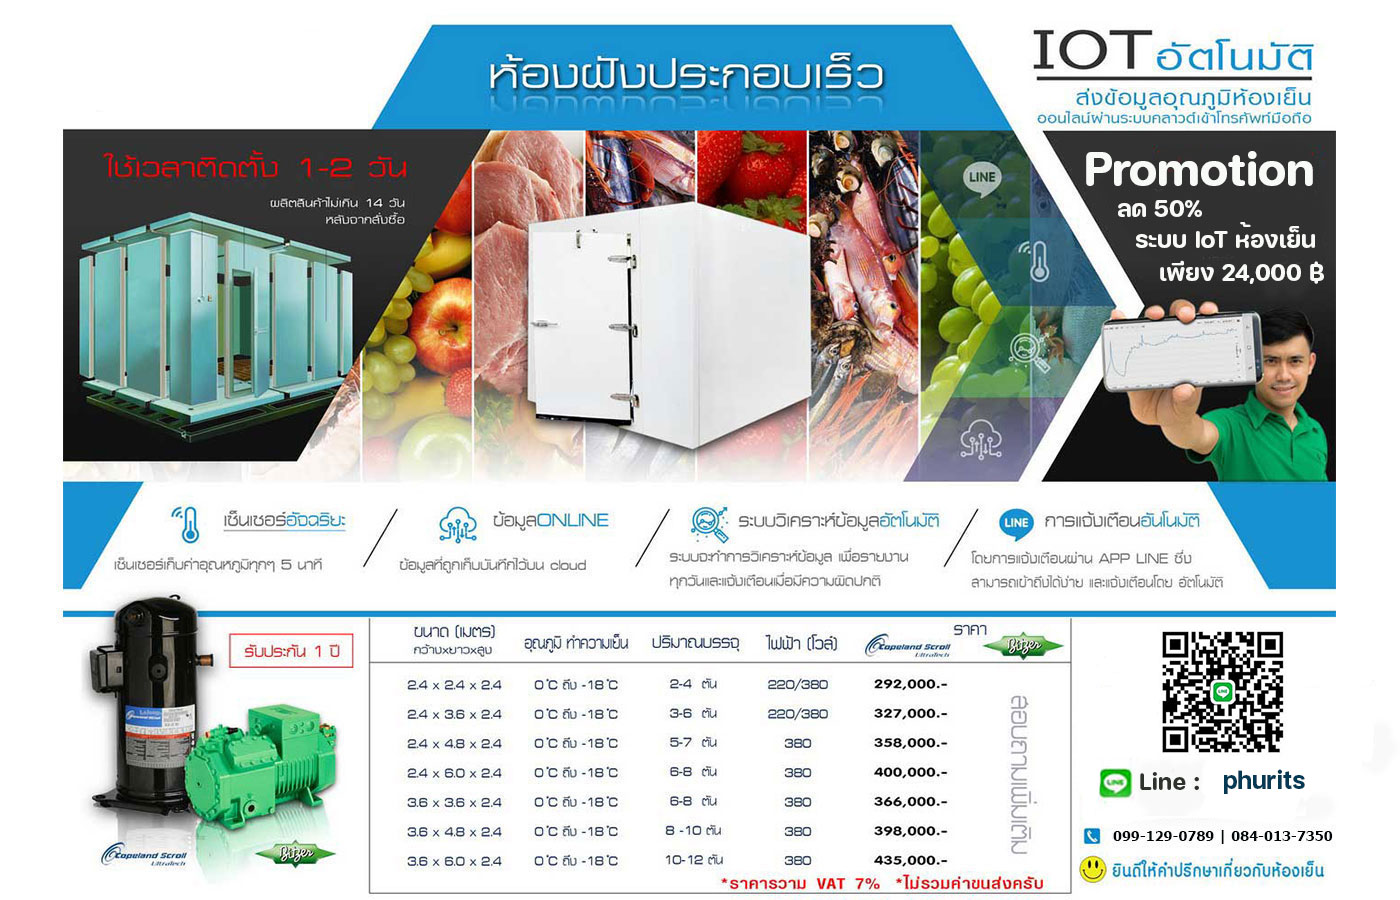 ห้องฝังประกอบเร็ว
IOT อัตโนมัติ
ส่งข้อมูลอุณภูมิห้องเย็น
ออนไลน์ผ่านระบบคลาวด์เข้าโทรศัพท์มือถือ
ใช้เวลาติดตั้ง 1-2 วัน
ผลิตสินค้าไม่เกิน 14 วัน
หลังจากสั่งซื้อ
LINE
Promotion
ลด 50%
ระบบ IoT ห้องเย็น
เพียง 24,000 ฿
เซ็นเซอร์อัจฉริยะ
เซ็นเซอร์เก็บค่าอุณหภูมิทุกๆ 5 นาที
ข้อมูลONLINE
ข้อมูลที่ถูกเก็บบันทึกไว้บน cloud
ระบบวิเคราะห์ข้อมูลอัตโนมัติ
ระบบจะทำการวิเคราะห์ข้อมูล เพื่อรายงาน
ทุกวันและแจ้งเตือนเมื่อมีความผิดปกติ
LINE การแจ้งเตือนอันโนมัติ
โดยการแจ้งเตือนผ่าน APP LINE ซึ่ง
สามารถเข้าถึงได้ง่าย และแจ้งเตือนโดย อัตโนมัติ
รับประกัน 1 ปี
Copeland Scroll
UltraTech
Bitzer
ขนาด (เมตร)
กว้างxยาวxสูง
อุณภูมิ ทำความเย็น
ปริมาณบรรจุ
ไฟฟ้า (โวล์)
ราคา
Copeland Scroll
UltraTech
Bitzer
2.4 x 2.4 x 2.4 0°C ถึง -18°C 2-4 ตัน 220/380 292,000.-
2.4 x 3.6 x 2.4 0°C ถึง -18°C 3-6 ตัน 220/380 327,000.-
2.4 x 4.8 x 2.4 0°C ถึง -18°C 5-7 ตัน 380 358,000.-
2.4 x 6.0 x 2.4 0°C ถึง -18°C 6-8 ตัน 380 400,000.-
3.6 x 3.6 x 2.4 0°C ถึง -18°C 6-8 ตัน 380 366,000.-
3.6 x 4.8 x 2.4 0°C ถึง -18°C 8-10 ตัน 380 398,000.-
3.6 x 6.0 x 2.4 0°C ถึง -18°C 10-12 ตัน 380 435,000.-
สอบถามเพิ่มเติม
*ราคารวาม VAT 7% *ไม่รวมค่าขนส่งครับ
LINE
Line : phurits
099-129-0789 | 084-013-7350
ยินดีให้คำปรึกษาเกี่ยวกับห้องเย็น